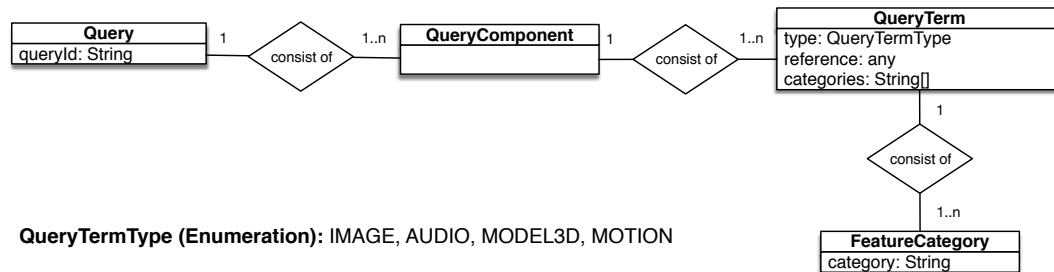 Query
queryId: String
1
consist of
1..n
QueryComponent
1
consist of
1..n
QueryTerm
type: QueryTermType
reference: any
categories: String[]
1
consist of
1..n
FeatureCategory
category: String
QueryTermType (Enumeration): IMAGE, AUDIO, MODEL3D, MOTION